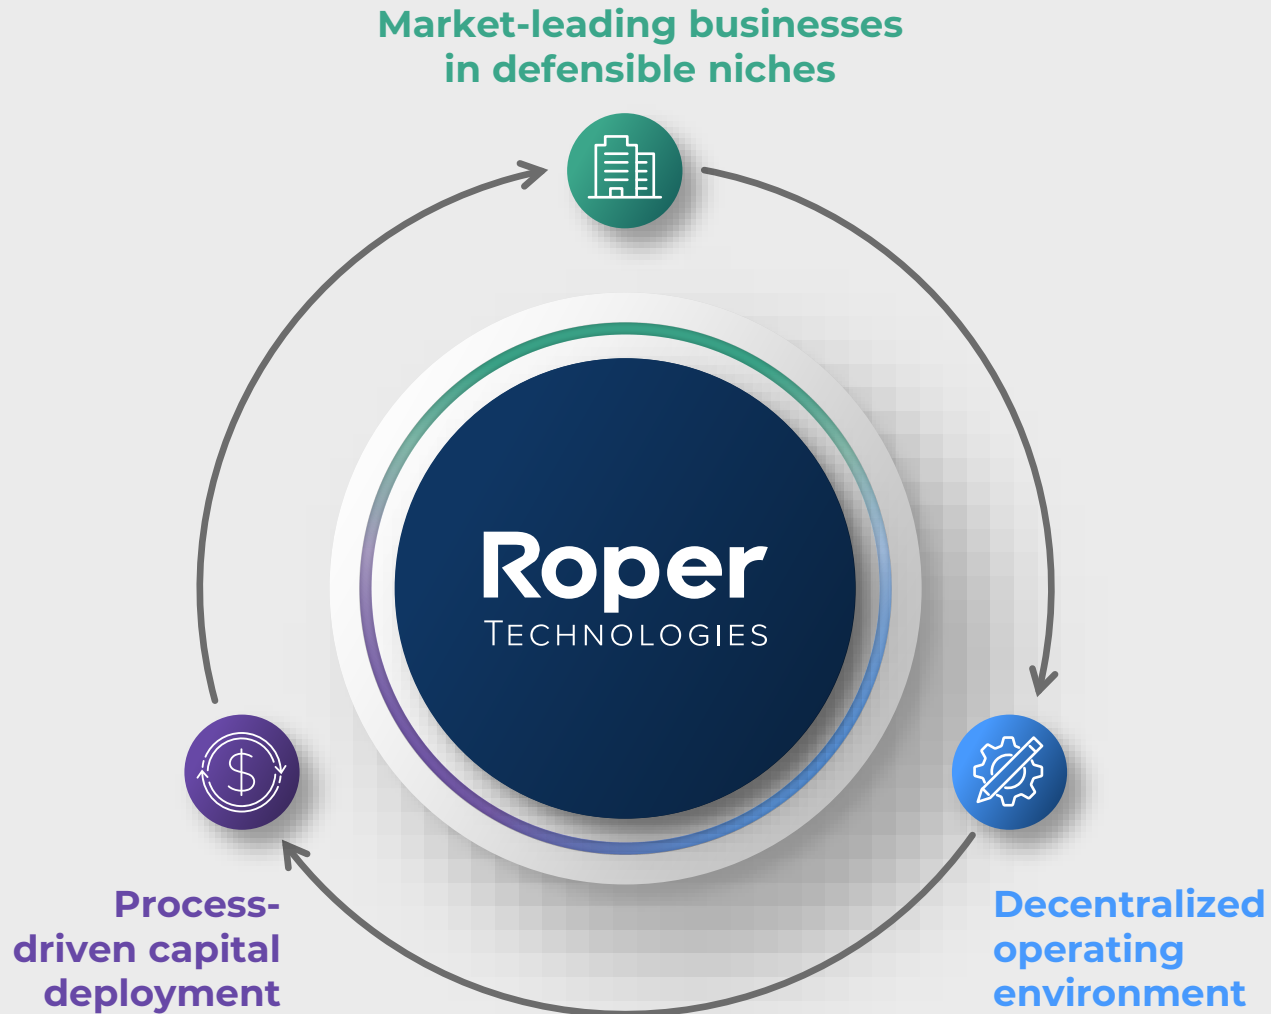 Market-leading businesses
in defensible niches
$
Roper
TECHNOLOGIES
Process-
driven capital
deployment
Decentralized
operating
environment